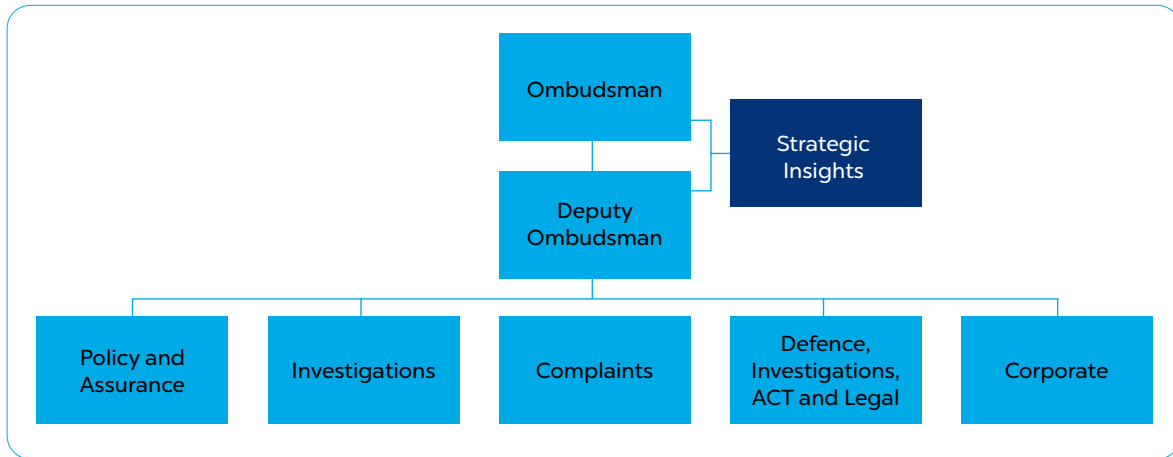 Ombudsman
Strategic
Insights
Deputy
Ombudsman
Policy and
Assurance
Investigations
Complaints
Defence,
Investigations,
ACT and Legal
Corporate